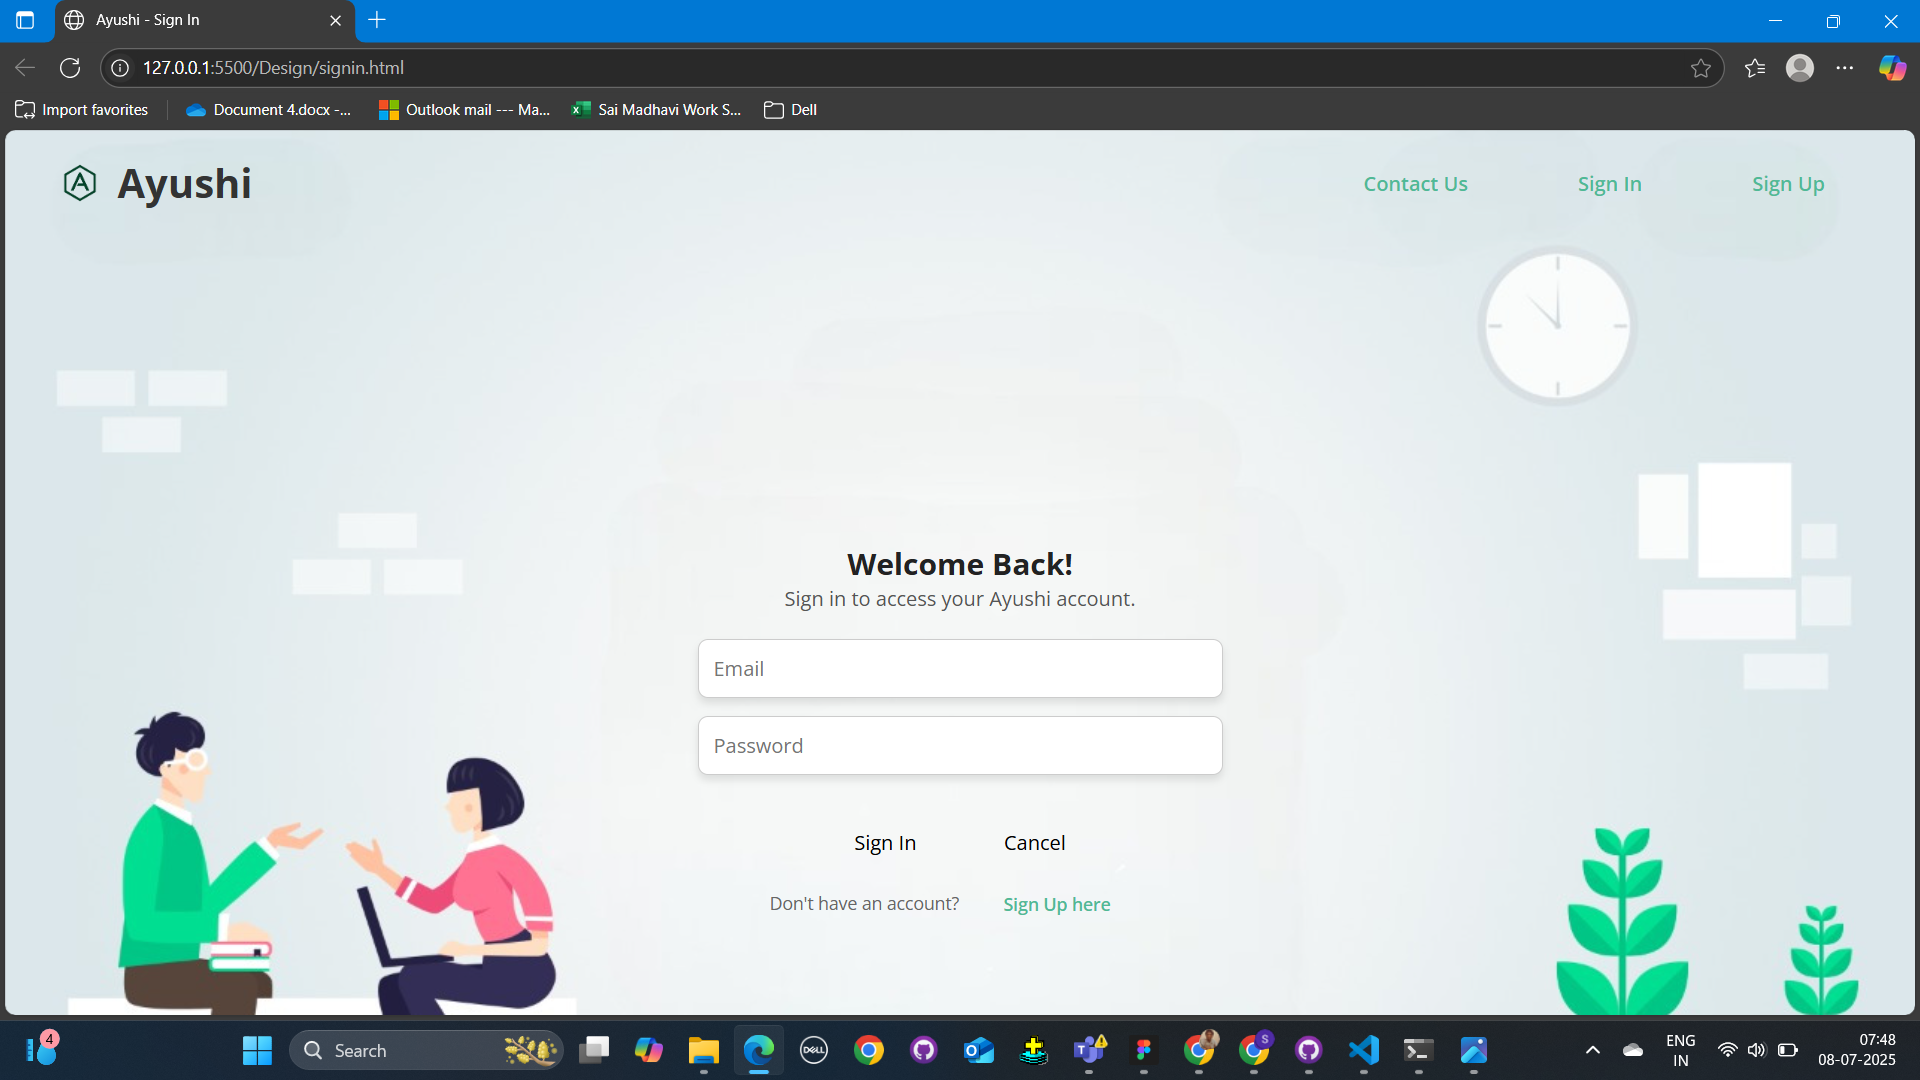 Ayushi - Sign In
127.0.0.1:5500/Design/signin.html
Import favorites
Document 4.docx -...
Outlook mail --- Ma...
Sai Madhavi Work S...
Dell
Ayushi
Contact Us
Sign In
Sign Up
Welcome Back!
Sign in to access your Ayushi account.
Email
Password
Sign In
Cancel
Don't have an account?
Sign Up here
4
Search
DELL
S
ENG
IN
07:48
08-07-2025